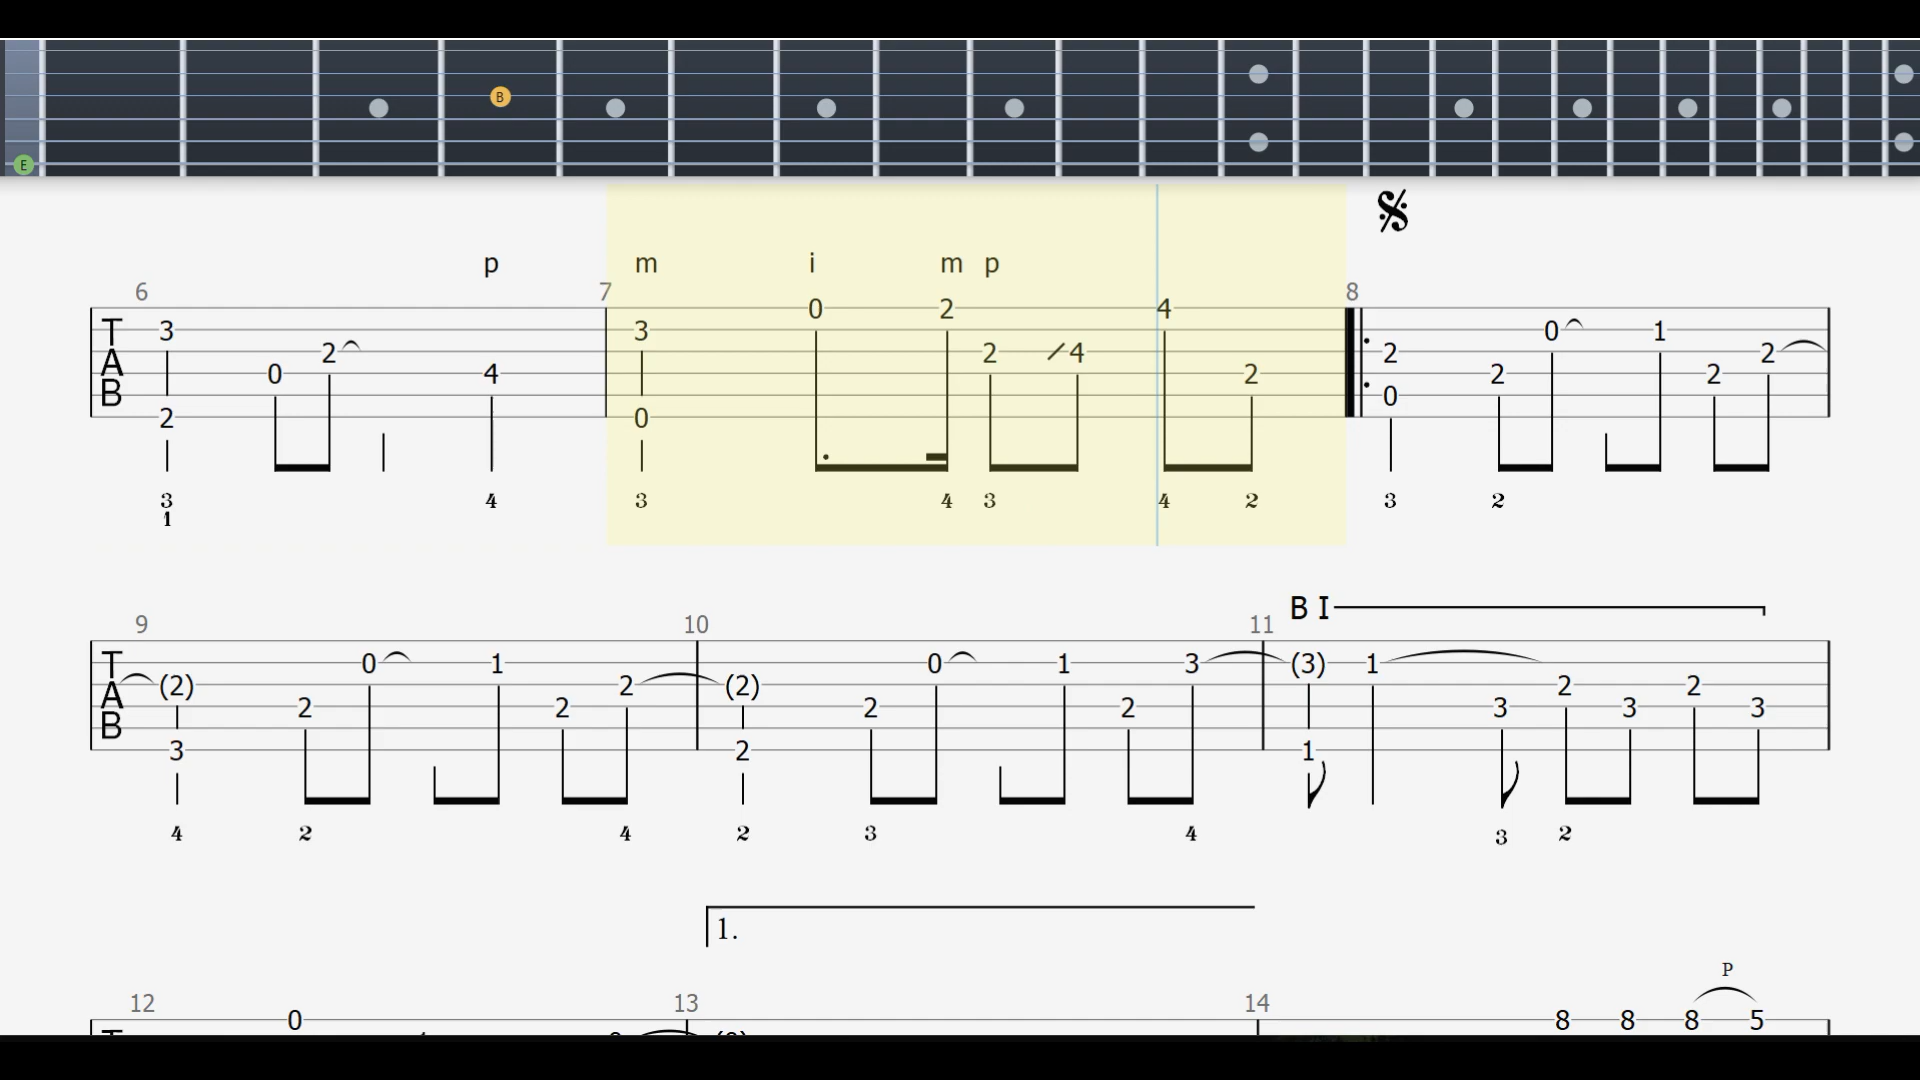 B
E
p m i m p
6 7 8
0 2 4
3 3 0 1
2 2 4 2 2
0 4 2 2 2
0
2 0
T
A
B
3 4 3 4 3 4 2 3 2
1
B I
9 10 11
T
A
B
0 1 0 1 3 (3) 1
(2) 2 (2) 2 2
2 2 2 2 3 3 3
3 2 1
4 2 4 2 3 4 3 2
1.
P
12 13 14
0 8 8 8 5